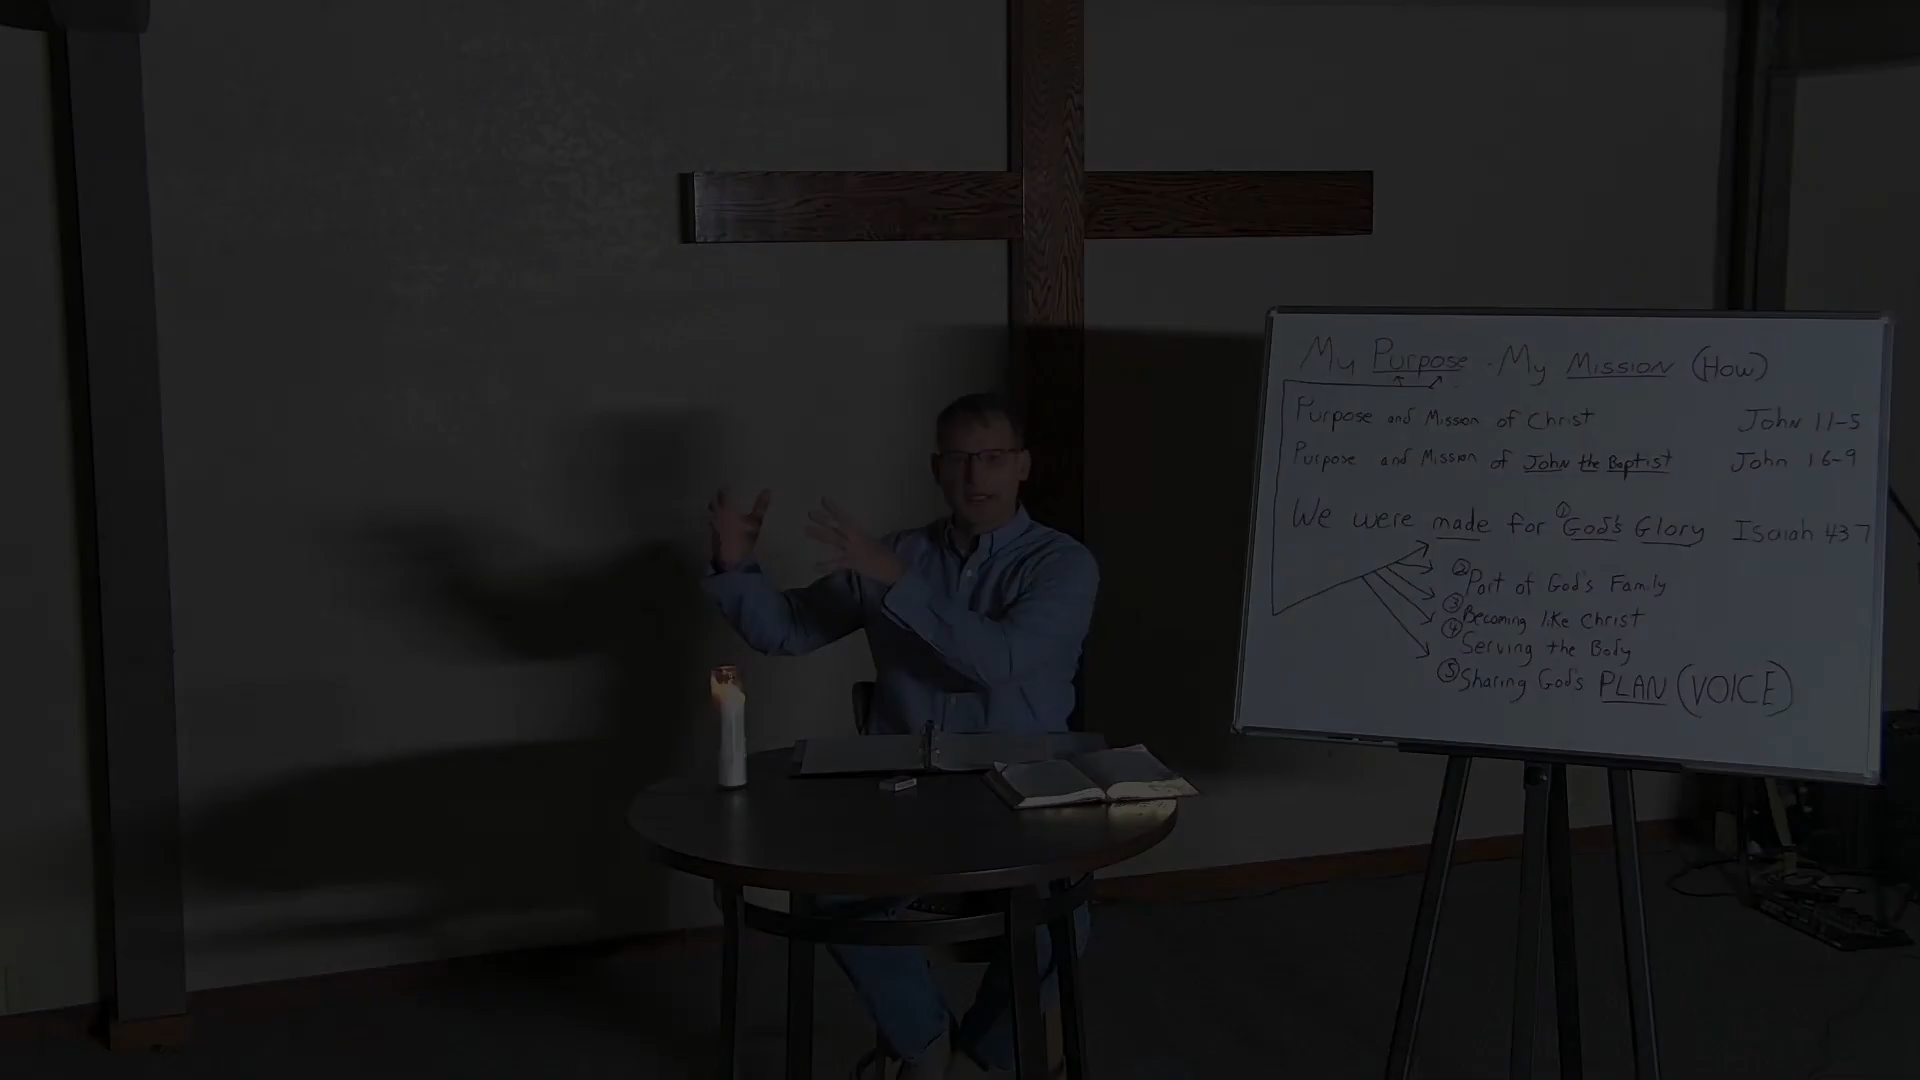 My Purpose - My Mission (How)
Purpose and Mission of Christ John 1 1-5
Purpose and Mission of John the Baptist John 1 6-9
We were made for ① God's Glory Isaiah 43 7
② Part of God's Family
③ Becoming like Christ
④ Serving the Body
⑤ Sharing God's PLAN (VOICE)